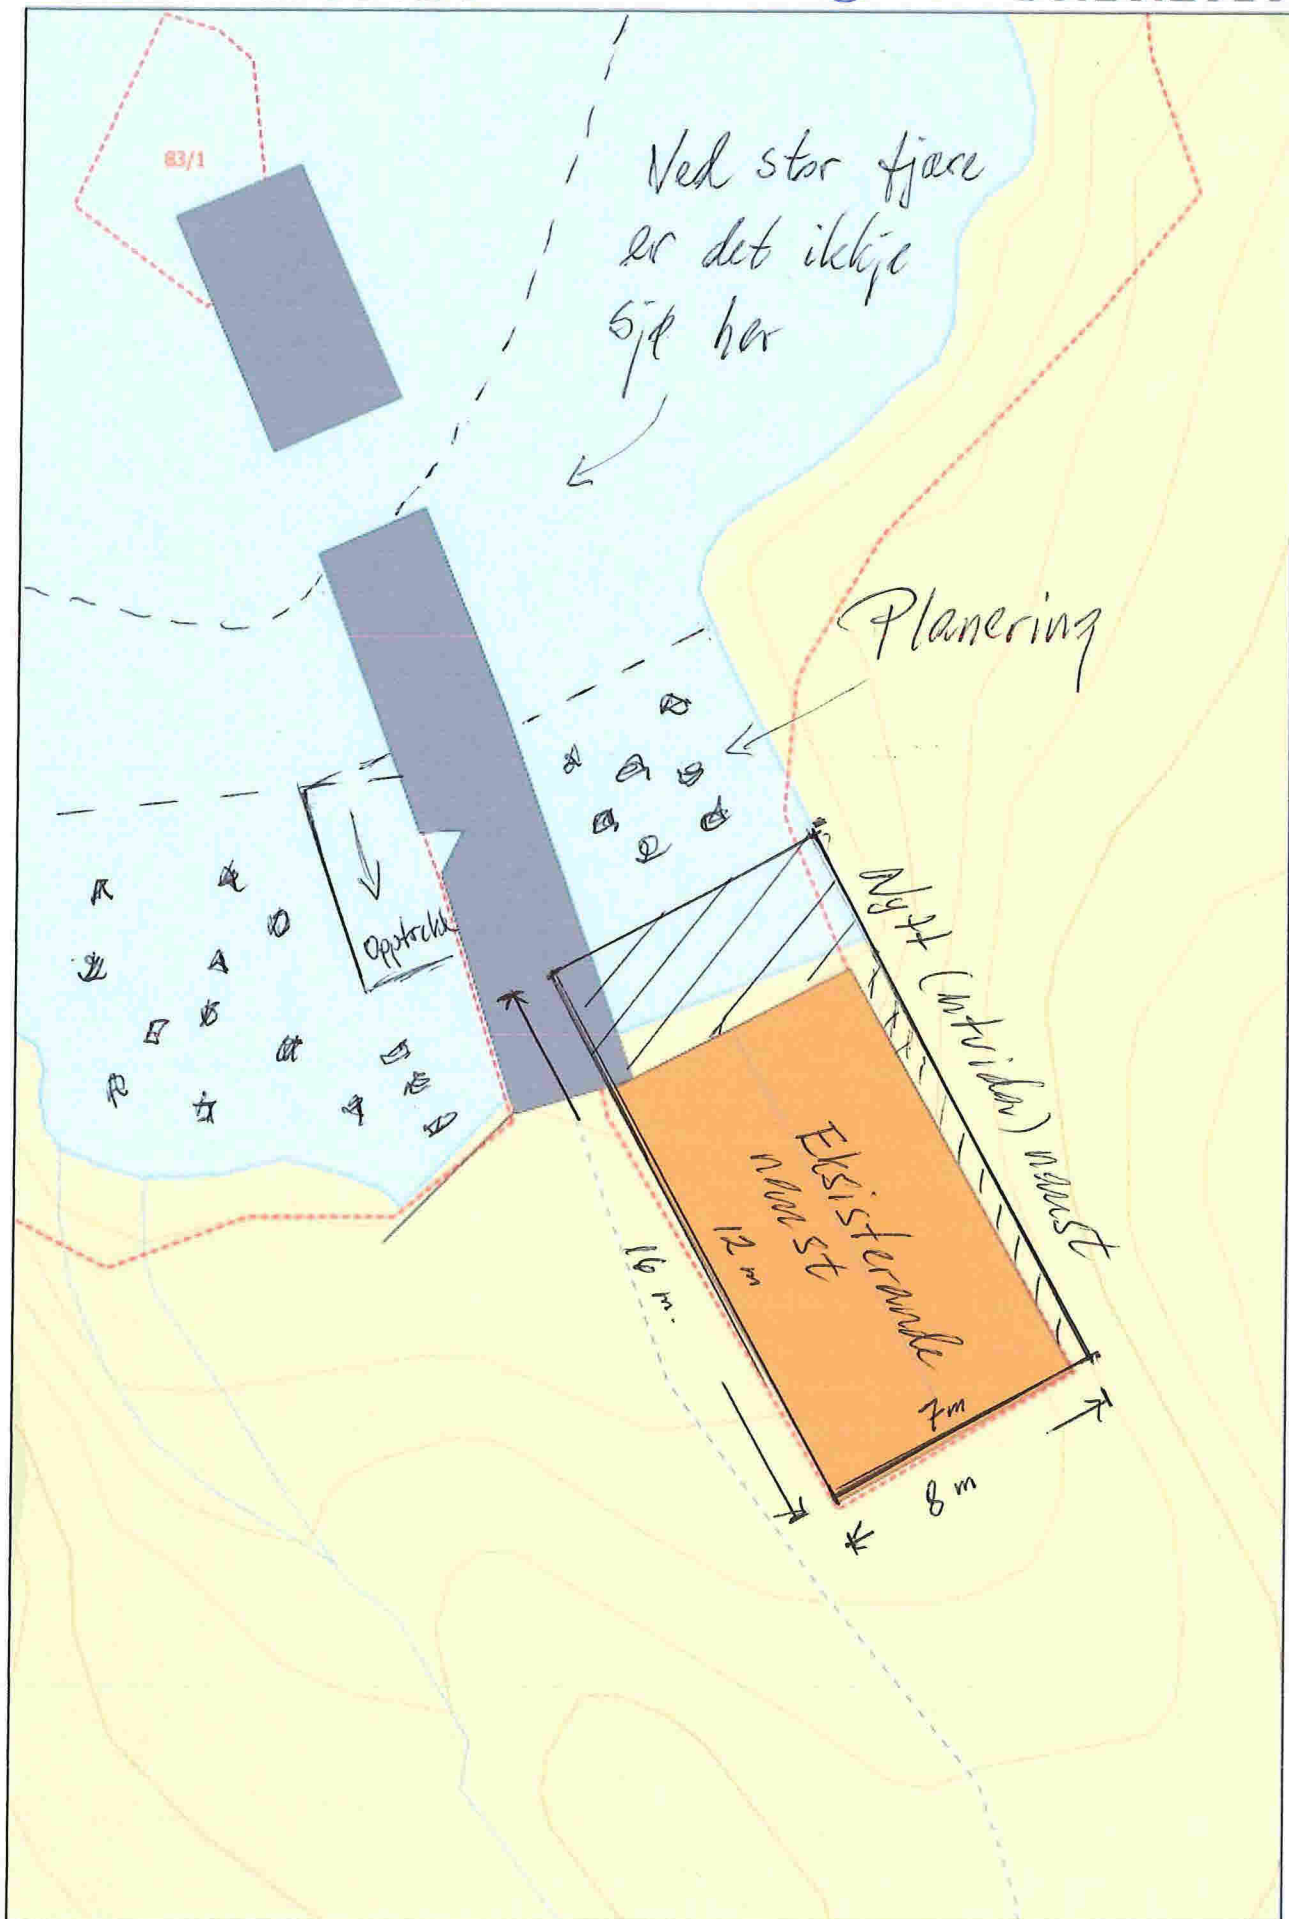 83/1
Ved stor fjære
er det ikkje
sjø her
Planering
Opptrekk
Nytt (utvida) naust
Eksisterande
naust
12 m
16 m.
7m
8 m